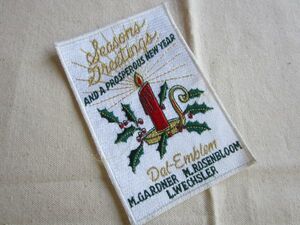 Seasons
Greetings
AND A PROSPEROUS NEW YEAR
Dal-Emblem
M. GARDNER M. ROSENBLOOM
L. WECHSLER